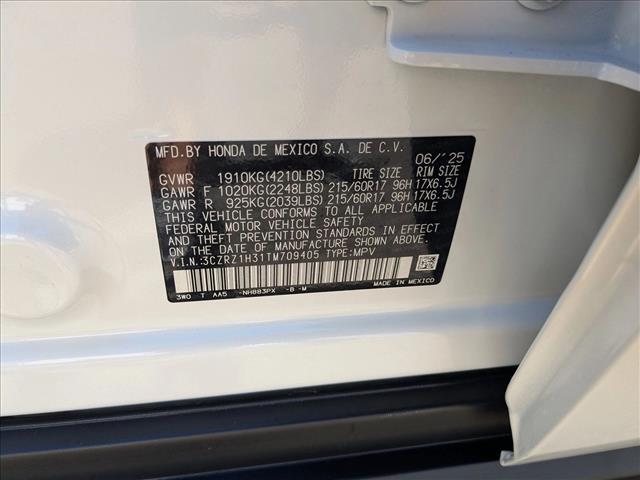 MFD.BY HONDA DE MEXICO S.A. DE C.V. 06/'25
GVWR 1910KG(4210LBS) TIRE SIZE RIM SIZE
GAWR F 1020KG(2248LBS) 215/60R17 96H 17X6.5J
GAWR R 925KG(2039LBS) 215/60R17 96H 17X6.5J
THIS VEHICLE CONFORMS TO ALL APPLICABLE
FEDERAL MOTOR VEHICLE SAFETY, BUMPER,
AND THEFT PREVENTION STANDARDS IN EFFECT
ON THE DATE OF MANUFACTURE SHOWN ABOVE.
V.I.N.:3CZRZ1H31TM709405 TYPE:MPV
3W0 T AA5 -NH883PX -B -M MADE IN MEXICO